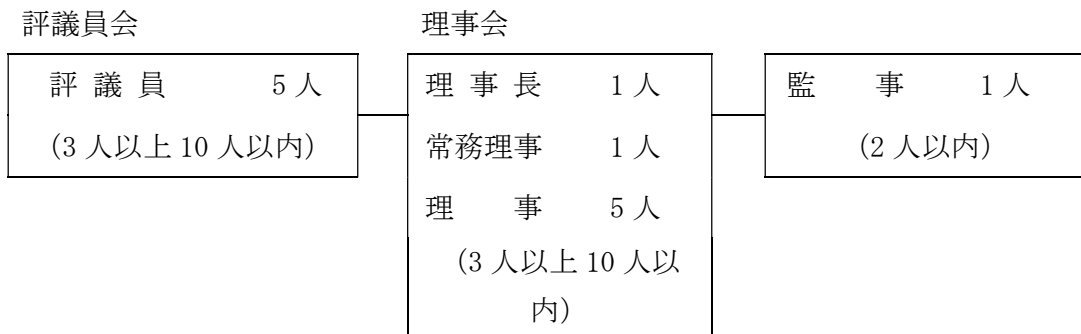 評議員会
評 議 員 5人
(3人以上10人以内)
理事会
理 事 長 1人
常務理事 1人
理 事 5人
(3人以上10人以
内)
監 事 1人
(2人以内)